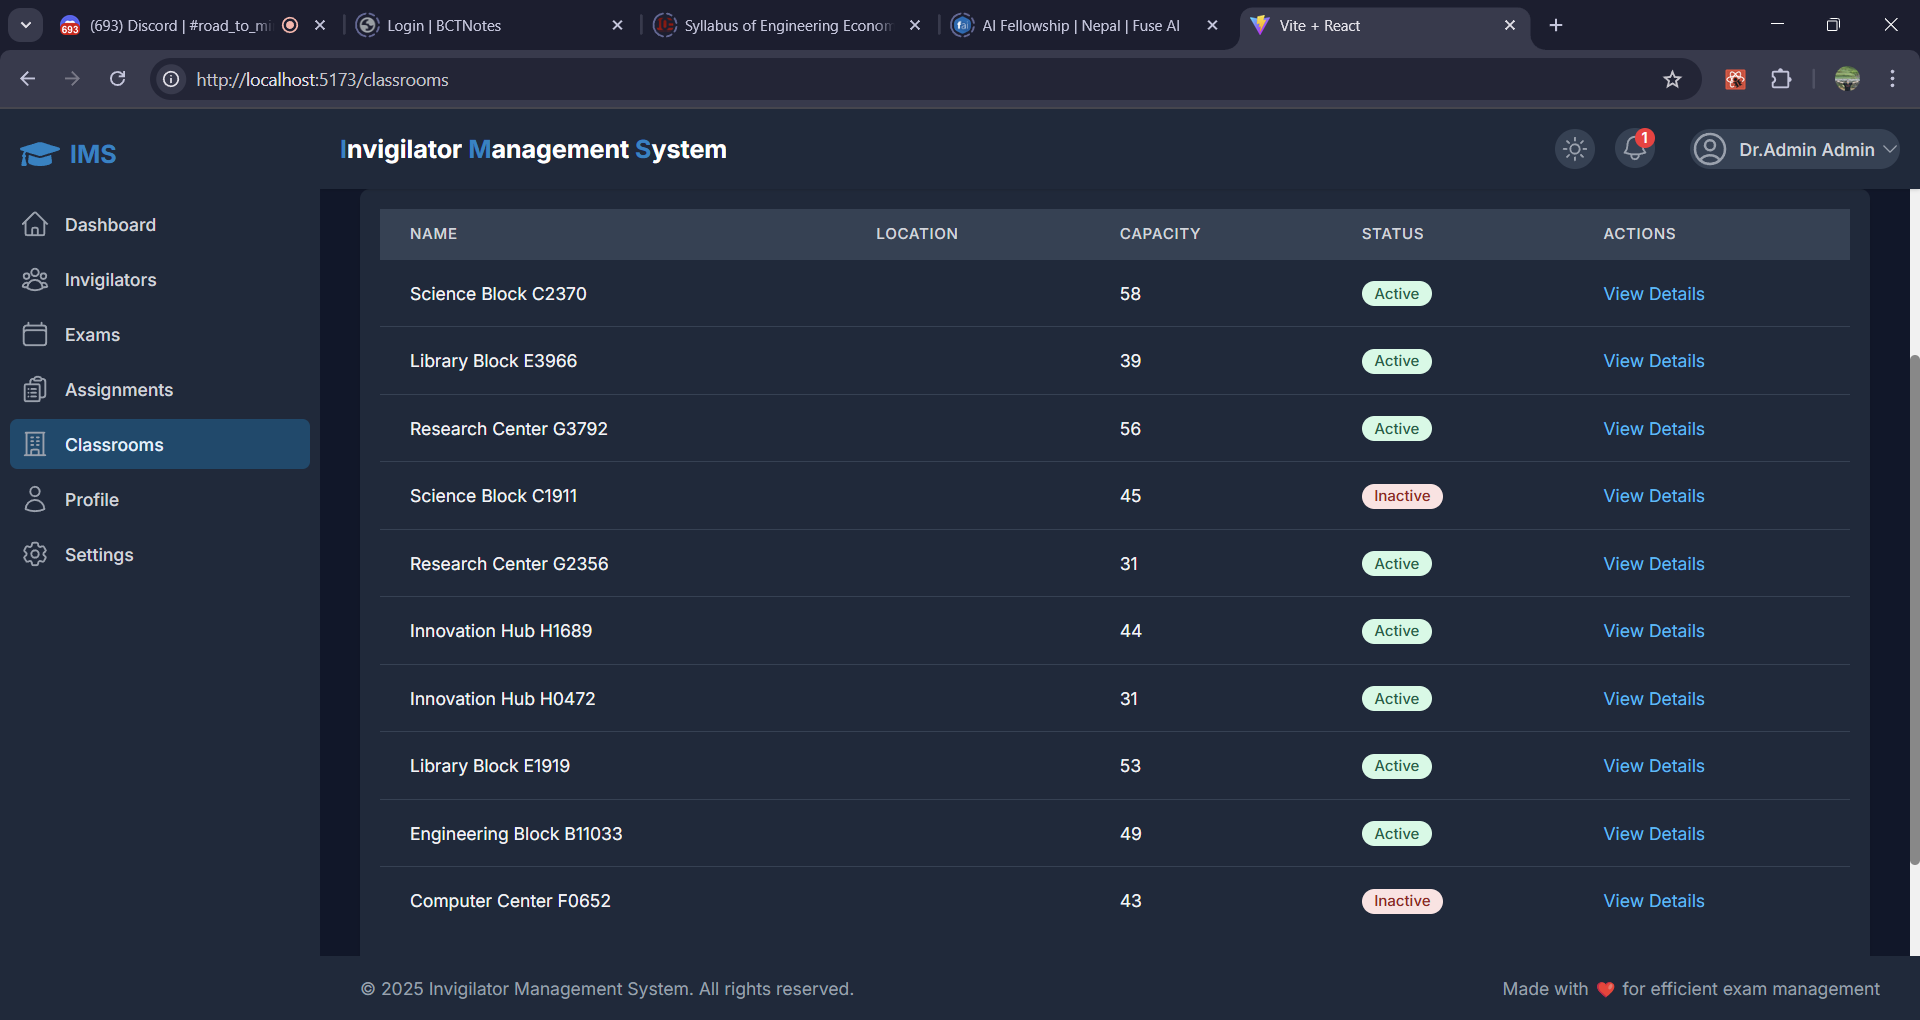 (693) Discord | #road_to_mi
Login | BCTNotes
Syllabus of Engineering Econom
AI Fellowship | Nepal | Fuse AI
Vite + React
693
fai
http://localhost:5173/classrooms
IMS
Invigilator Management System
1
Dr.Admin Admin
Dashboard
Invigilators
Exams
Assignments
Classrooms
Profile
Settings
NAME LOCATION CAPACITY STATUS ACTIONS
Science Block C2370 58 Active View Details
Library Block E3966 39 Active View Details
Research Center G3792 56 Active View Details
Science Block C1911 45 Inactive View Details
Research Center G2356 31 Active View Details
Innovation Hub H1689 44 Active View Details
Innovation Hub H0472 31 Active View Details
Library Block E1919 53 Active View Details
Engineering Block B11033 49 Active View Details
Computer Center F0652 43 Inactive View Details
© 2025 Invigilator Management System. All rights reserved.
Made with ❤️ for efficient exam management